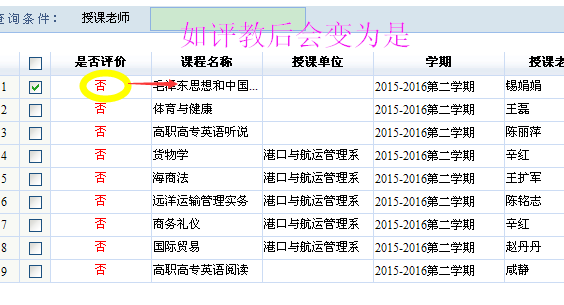 查询条件: 授课老师
如评教后会变为是
是否评价 课程名称 授课单位 学期 授课老
1 否 毛泽东思想和中国... 2015-2016第二学期 锡娟娟
2 否 体育与健康 2015-2016第二学期 王磊
3 否 高职高专英语听说 2015-2016第二学期 陈丽萍
4 否 货物学 港口与航运管理系 2015-2016第二学期 辛红
5 否 海商法 港口与航运管理系 2015-2016第二学期 王扩军
6 否 远洋运输管理实务 港口与航运管理系 2015-2016第二学期 陈铭志
7 否 商务礼仪 港口与航运管理系 2015-2016第二学期 辛红
8 否 国际贸易 港口与航运管理系 2015-2016第二学期 赵丹丹
9 否 高职高专英语阅读 2015-2016第二学期 咸静